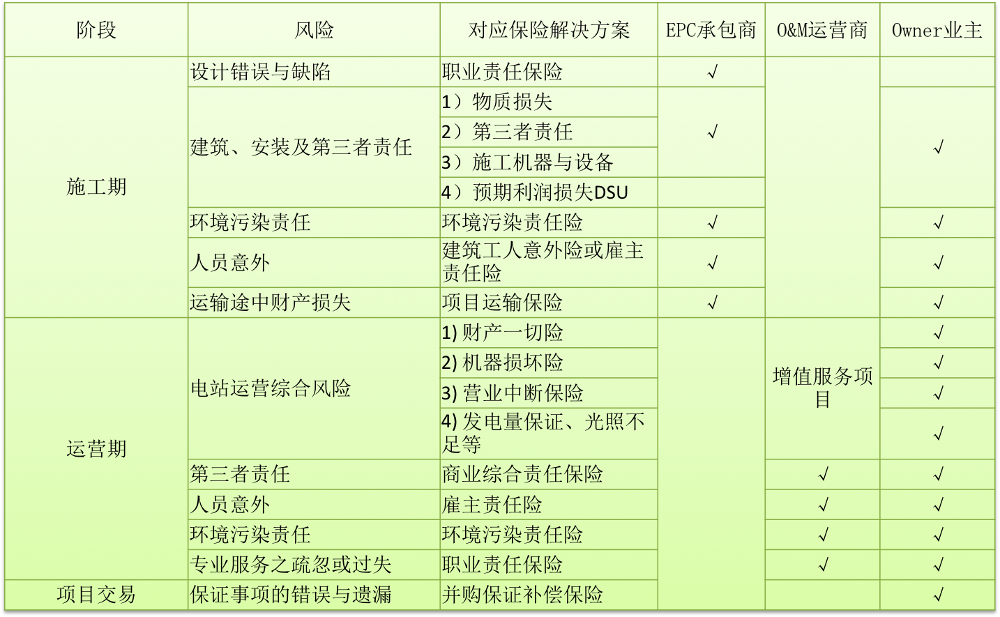 阶段 风险 对应保险解决方案 EPC承包商 O&M运营商 Owner业主
设计错误与缺陷 职业责任保险 √
1）物质损失
2）第三者责任 √
建筑、安装及第三者责任 √
3）施工机器与设备
施工期
4）预期利润损失DSU
环境污染责任 环境污染责任险 √ √
建筑工人意外险或雇主
人员意外 √ √
责任险
运输途中财产损失 项目运输保险 √ √
1) 财产一切险 √
2) 机器损坏险 √
增值服务项
电站运营综合风险
3) 营业中断保险 √
目
4) 发电量保证、光照不
√
足等
运营期
第三者责任 商业综合责任保险 √ √
人员意外 雇主责任险 √ √
环境污染责任 环境污染责任险 √ √
专业服务之疏忽或过失 职业责任保险 √ √
项目交易 保证事项的错误与遗漏 并购保证补偿保险 √